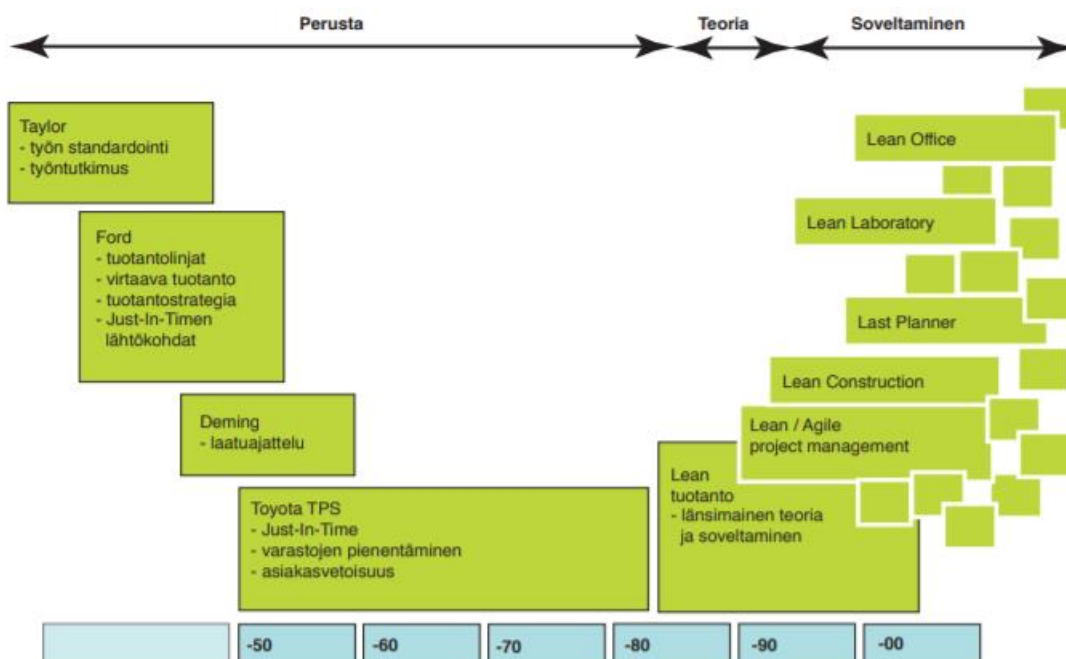 Perusta
Teoria
Soveltaminen
Taylor
- työn standardointi
- työntutkimus
Ford
- tuotantolinjat
- virtaava tuotanto
- tuotantostrategia
- Just-In-Timen
lähtökohdat
Deming
- laatuajattelu
Toyota TPS
- Just-In-Time
- varastojen pienentäminen
- asiakasvetoisuus
Lean Office
Lean Laboratory
Last Planner
Lean Construction
Lean / Agile
project management
Lean
tuotanto
- länsimainen teoria
ja soveltaminen
-50
-60
-70
-80
-90
-00